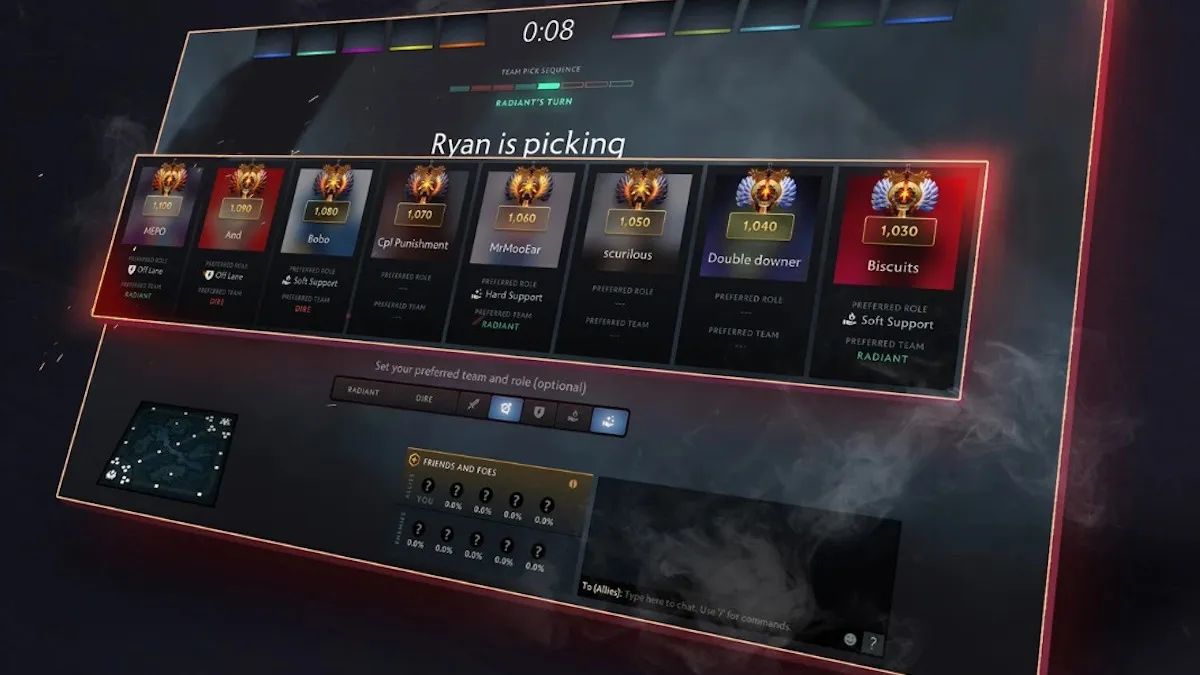 0:08
TEAM PICK SEQUENCE
RADIANT'S TURN
Ryan is picking
1,100
MEPO
PREFERRED ROLE
Off Lane
PREFERRED TEAM
RADIANT
1,090
And
PREFERRED ROLE
Off Lane
PREFERRED TEAM
DIRE
1,080
Bobo
PREFERRED ROLE
Soft Support
PREFERRED TEAM
DIRE
1,070
Cpl Punishment
PREFERRED ROLE
---
PREFERRED TEAM
---
1,060
MrMooEar
PREFERRED ROLE
Hard Support
PREFERRED TEAM
RADIANT
1,050
scurilous
PREFERRED ROLE
---
PREFERRED TEAM
---
1,040
Double downer
PREFERRED ROLE
---
PREFERRED TEAM
---
1,030
Biscuits
PREFERRED ROLE
Soft Support
PREFERRED TEAM
RADIANT
Set your preferred team and role (optional)
RADIANT DIRE
FRIENDS AND FOES
ALLIES
? ? ? ? ?
YOU 0.0% 0.0% 0.0% 0.0%
ENEMIES
? ? ? ? ?
0.0% 0.0% 0.0% 0.0% 0.0%
To (Allies): Type here to chat. Use '/' for commands.
?